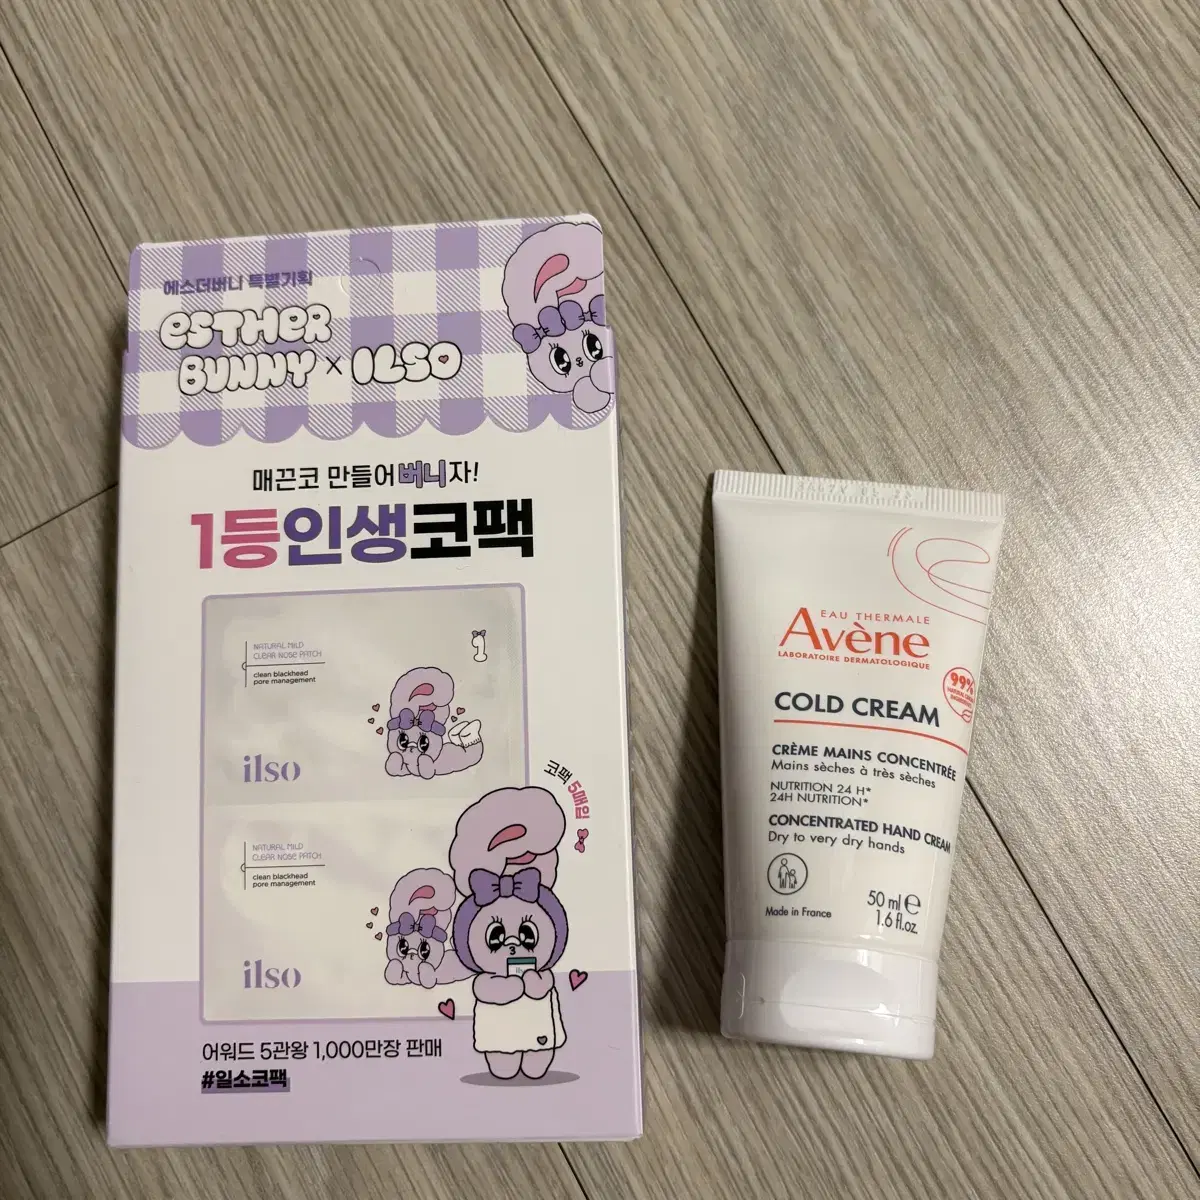 에스더버니 특별기획
ESTHER
BUNNY × ILSO
매끈코 만들어버니자!
1등인생코팩
NATURAL MILD
CLEAR NOSE PATCH
clean blackhead
pore management
ilso
코팩 5매입
NATURAL MILD
CLEAR NOSE PATCH
clean blackhead
pore management
ilso
어워드 5관왕 1,000만장 판매
#일소코팩
EAU THERMALE
Avène
LABORATOIRE DERMATOLOGIQUE
99%
COLD CREAM
CRÈME MAINS CONCENTRÉE
Mains sèches à très sèches
NUTRITION 24 H*
24H NUTRITION*
CONCENTRATED HAND CREAM
Dry to very dry hands
50 ml e
Made in France
1.6 fl.oz